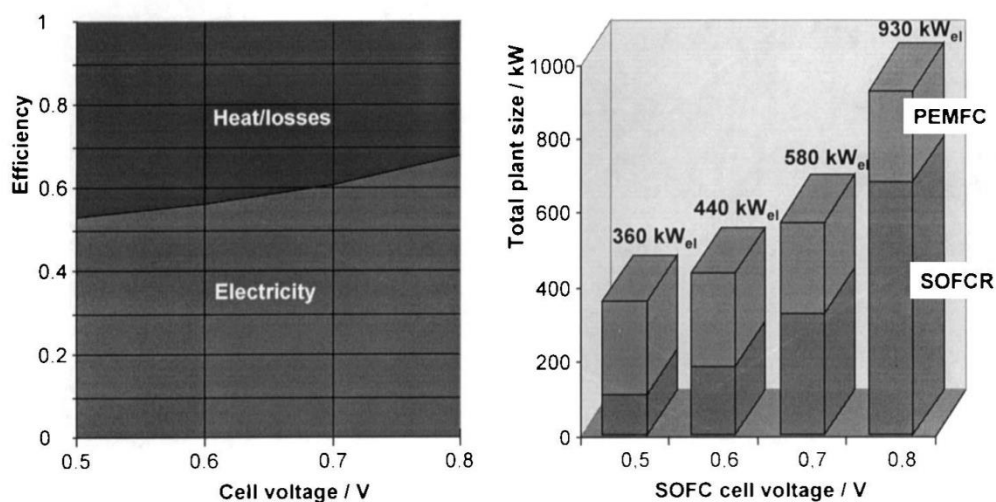 1
0.8
0.6
0.4
0.2
0
Efficiency
Heat/losses
Electricity
0.5 0.6 0.7 0.8
Cell voltage / V
1000
800
600
400
200
0
Total plant size / kW
360 kWel
440 kWel
580 kWel
930 kWel
PEMFC
SOFCR
0.5 0.6 0.7 0.8
SOFC cell voltage / V